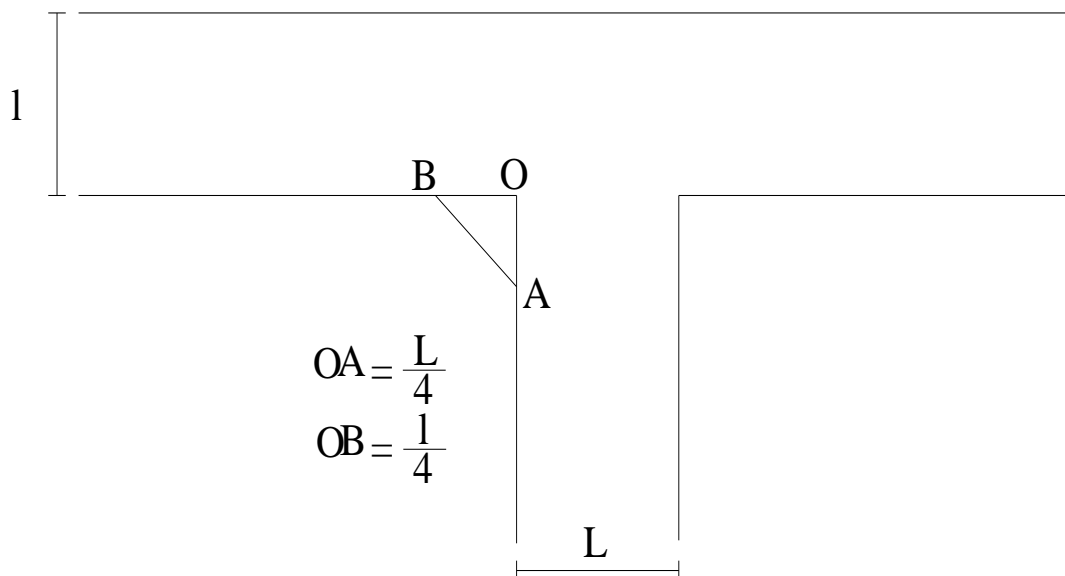 l
B O
A
OA = L/4
OB = l/4
L